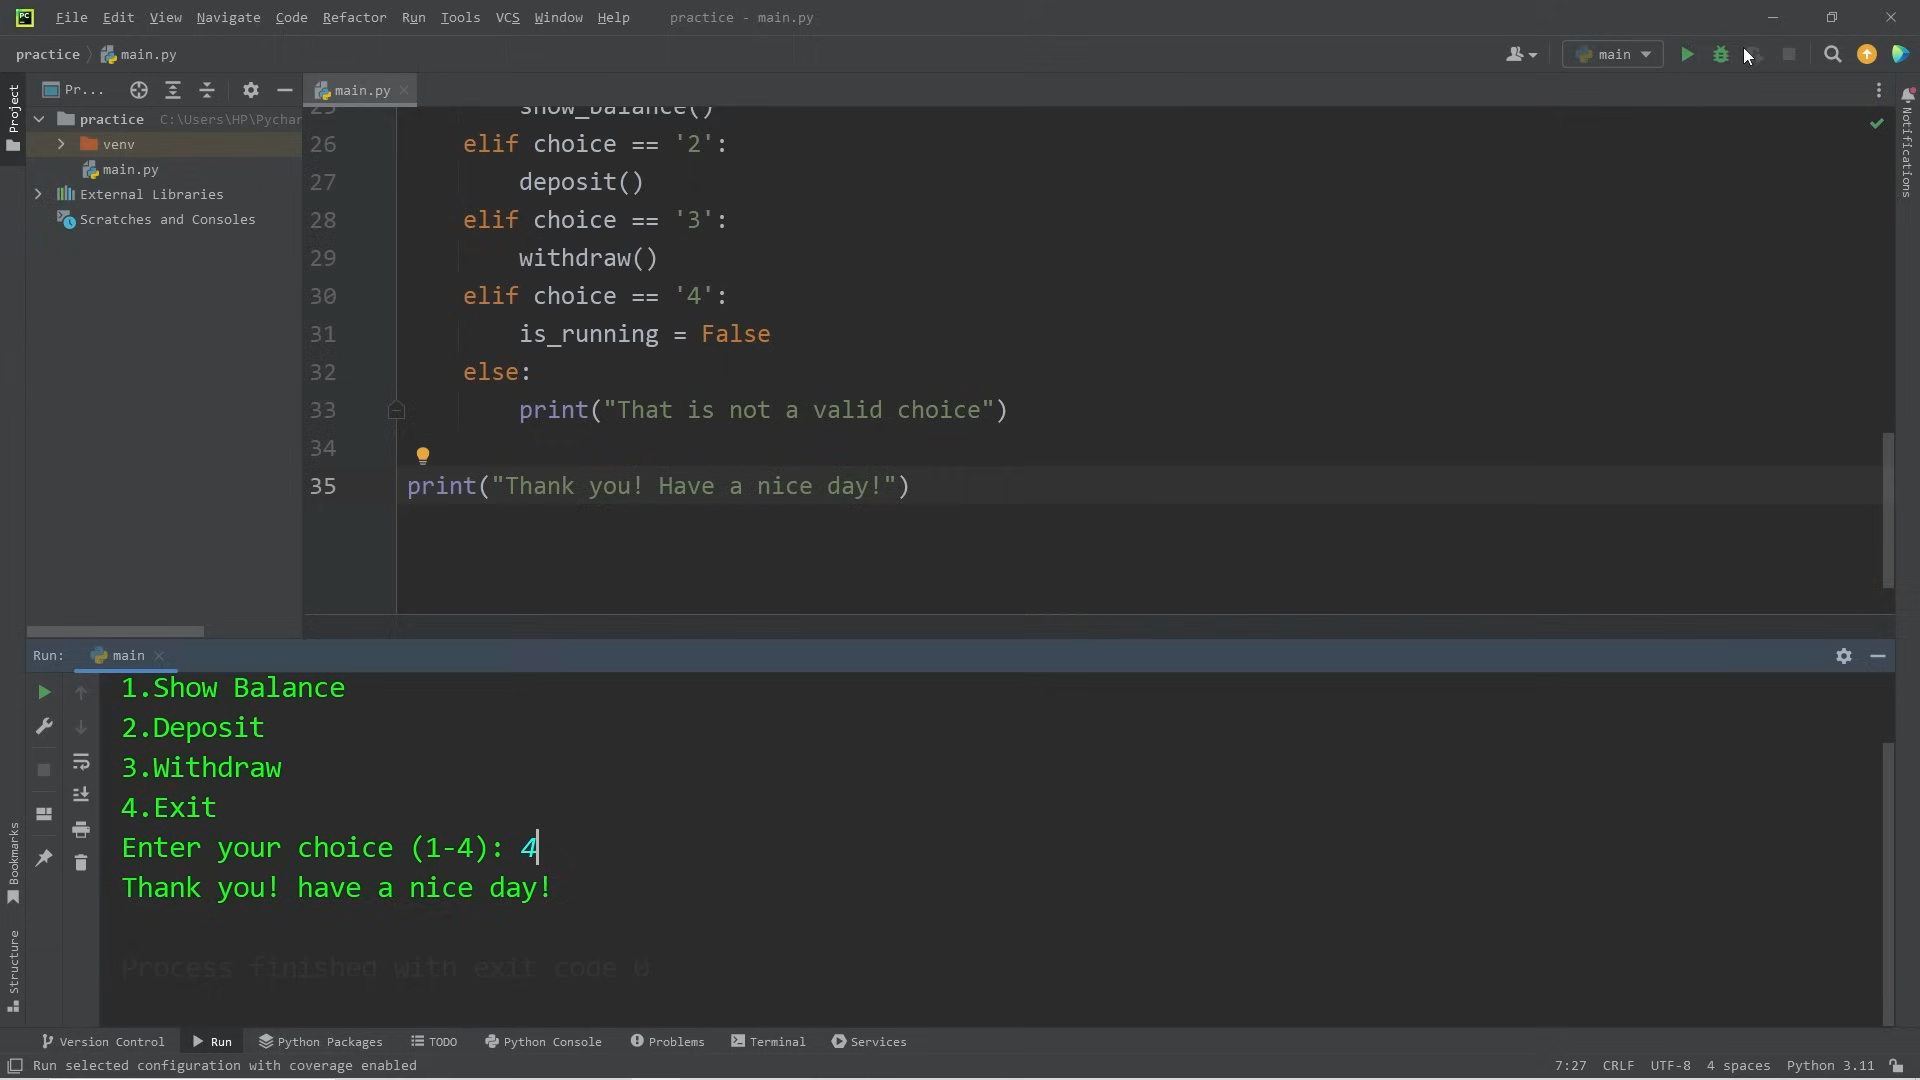 File Edit View Navigate Code Refactor Run Tools VCS Window Help practice - main.py
practice main.py main
Project Pr... main.py
practice C:\Users\HP\Pychar
venv
main.py
External Libraries
Scratches and Consoles
25 show_balance()
26 elif choice == '2':
27 deposit()
28 elif choice == '3':
29 withdraw()
30 elif choice == '4':
31 is_running = False
32 else:
33 print("That is not a valid choice")
34
35 print("Thank you! Have a nice day!")
Notifications
Run: main
1.Show Balance
2.Deposit
3.Withdraw
4.Exit
Enter your choice (1-4): 4
Thank you! have a nice day!
Process finished with exit code 0
Bookmarks
Structure
Version Control Run Python Packages TODO Python Console Problems Terminal Services
Run selected configuration with coverage enabled 7:27 CRLF UTF-8 4 spaces Python 3.11